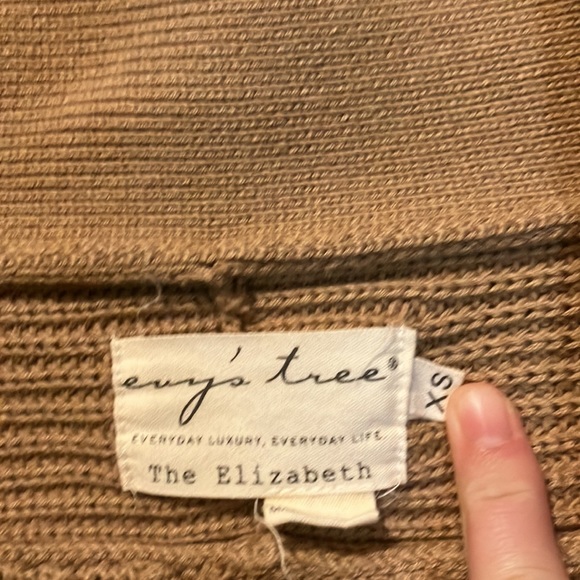 evy's tree®
XS
EVERYDAY LUXURY, EVERYDAY LIFE
The Elizabeth